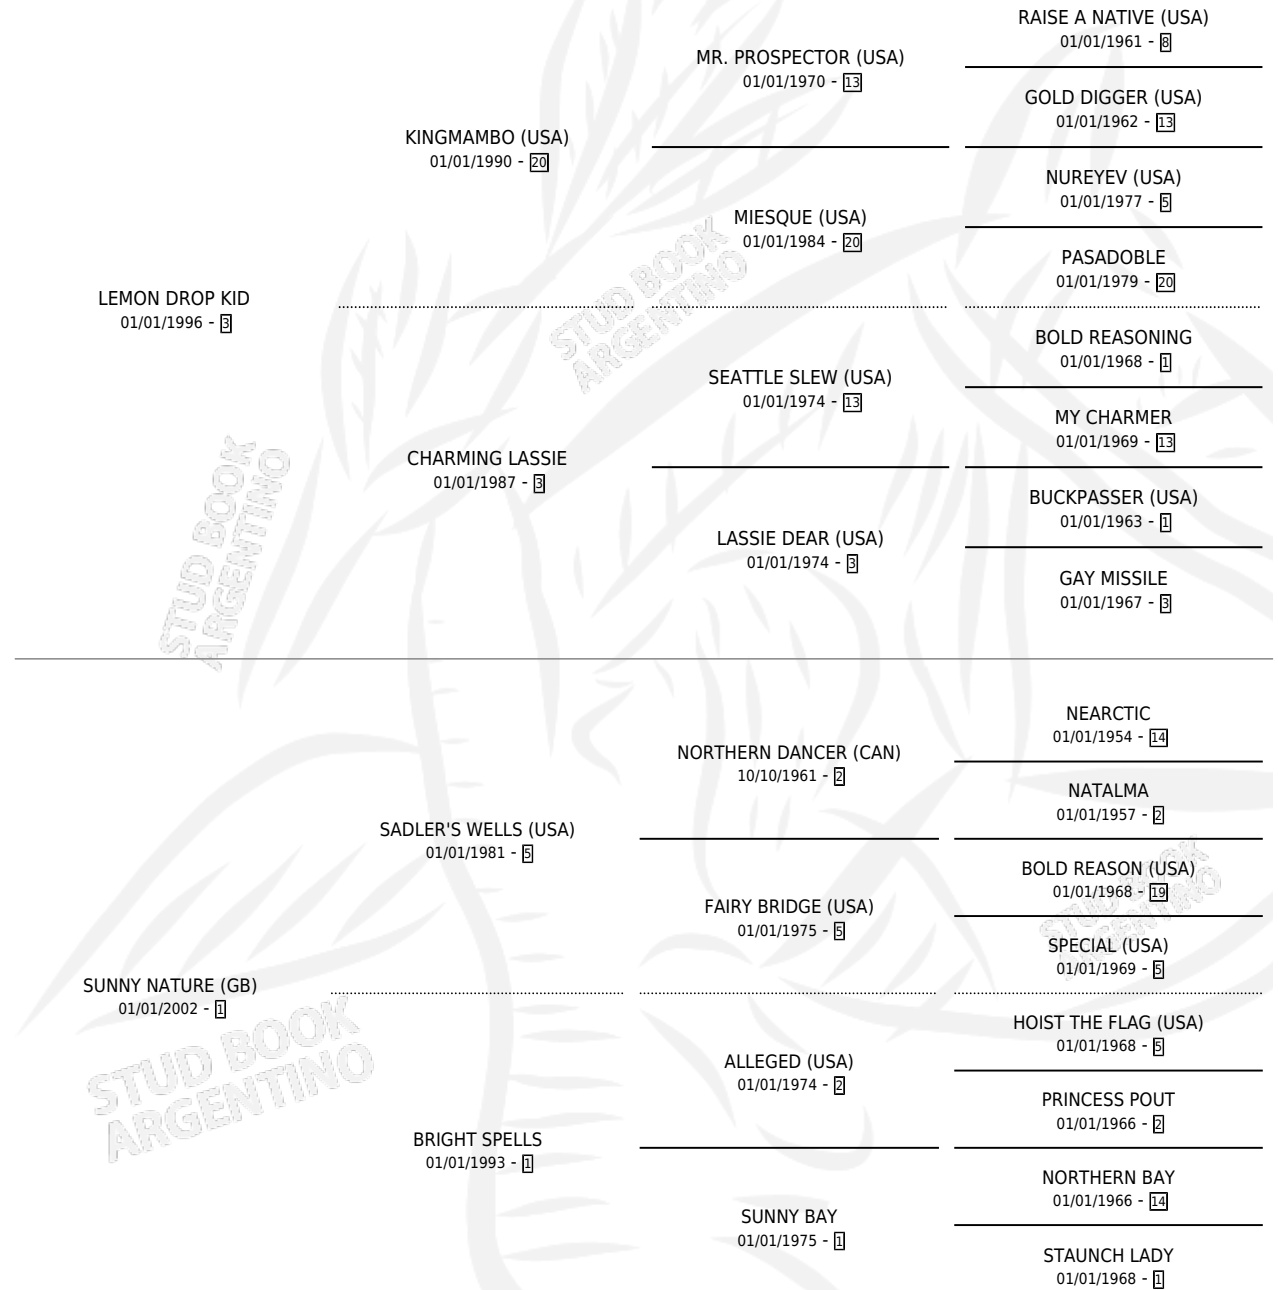 RAISE A NATIVE (USA)
01/01/1961 - 8
MR. PROSPECTOR (USA)
01/01/1970 - 13
GOLD DIGGER (USA)
01/01/1962 - 13
KINGMAMBO (USA)
01/01/1990 - 20
NUREYEV (USA)
01/01/1977 - 5
MIESQUE (USA)
01/01/1984 - 20
PASADOBLE
01/01/1979 - 20
LEMON DROP KID
01/01/1996 - 3
STUD BOOK
ARGENTINO
BOLD REASONING
01/01/1968 - 1
SEATTLE SLEW (USA)
01/01/1974 - 13
MY CHARMER
01/01/1969 - 13
CHARMING LASSIE
01/01/1987 - 3
BUCKPASSER (USA)
01/01/1963 - 1
LASSIE DEAR (USA)
01/01/1974 - 3
GAY MISSILE
01/01/1967 - 3
STUD BOOK
ARGENTINO
NEARCTIC
01/01/1954 - 14
NORTHERN DANCER (CAN)
10/10/1961 - 2
NATALMA
01/01/1957 - 2
SADLER'S WELLS (USA)
01/01/1981 - 5
BOLD REASON (USA)
01/01/1968 - 19
STUD BOOK
ARGENTINO
FAIRY BRIDGE (USA)
01/01/1975 - 5
SPECIAL (USA)
01/01/1969 - 5
SUNNY NATURE (GB)
01/01/2002 - 1
STUD BOOK
ARGENTINO
HOIST THE FLAG (USA)
01/01/1968 - 5
ALLEGED (USA)
01/01/1974 - 2
PRINCESS POUT
01/01/1966 - 2
BRIGHT SPELLS
01/01/1993 - 1
NORTHERN BAY
01/01/1966 - 14
SUNNY BAY
01/01/1975 - 1
STAUNCH LADY
01/01/1968 - 1